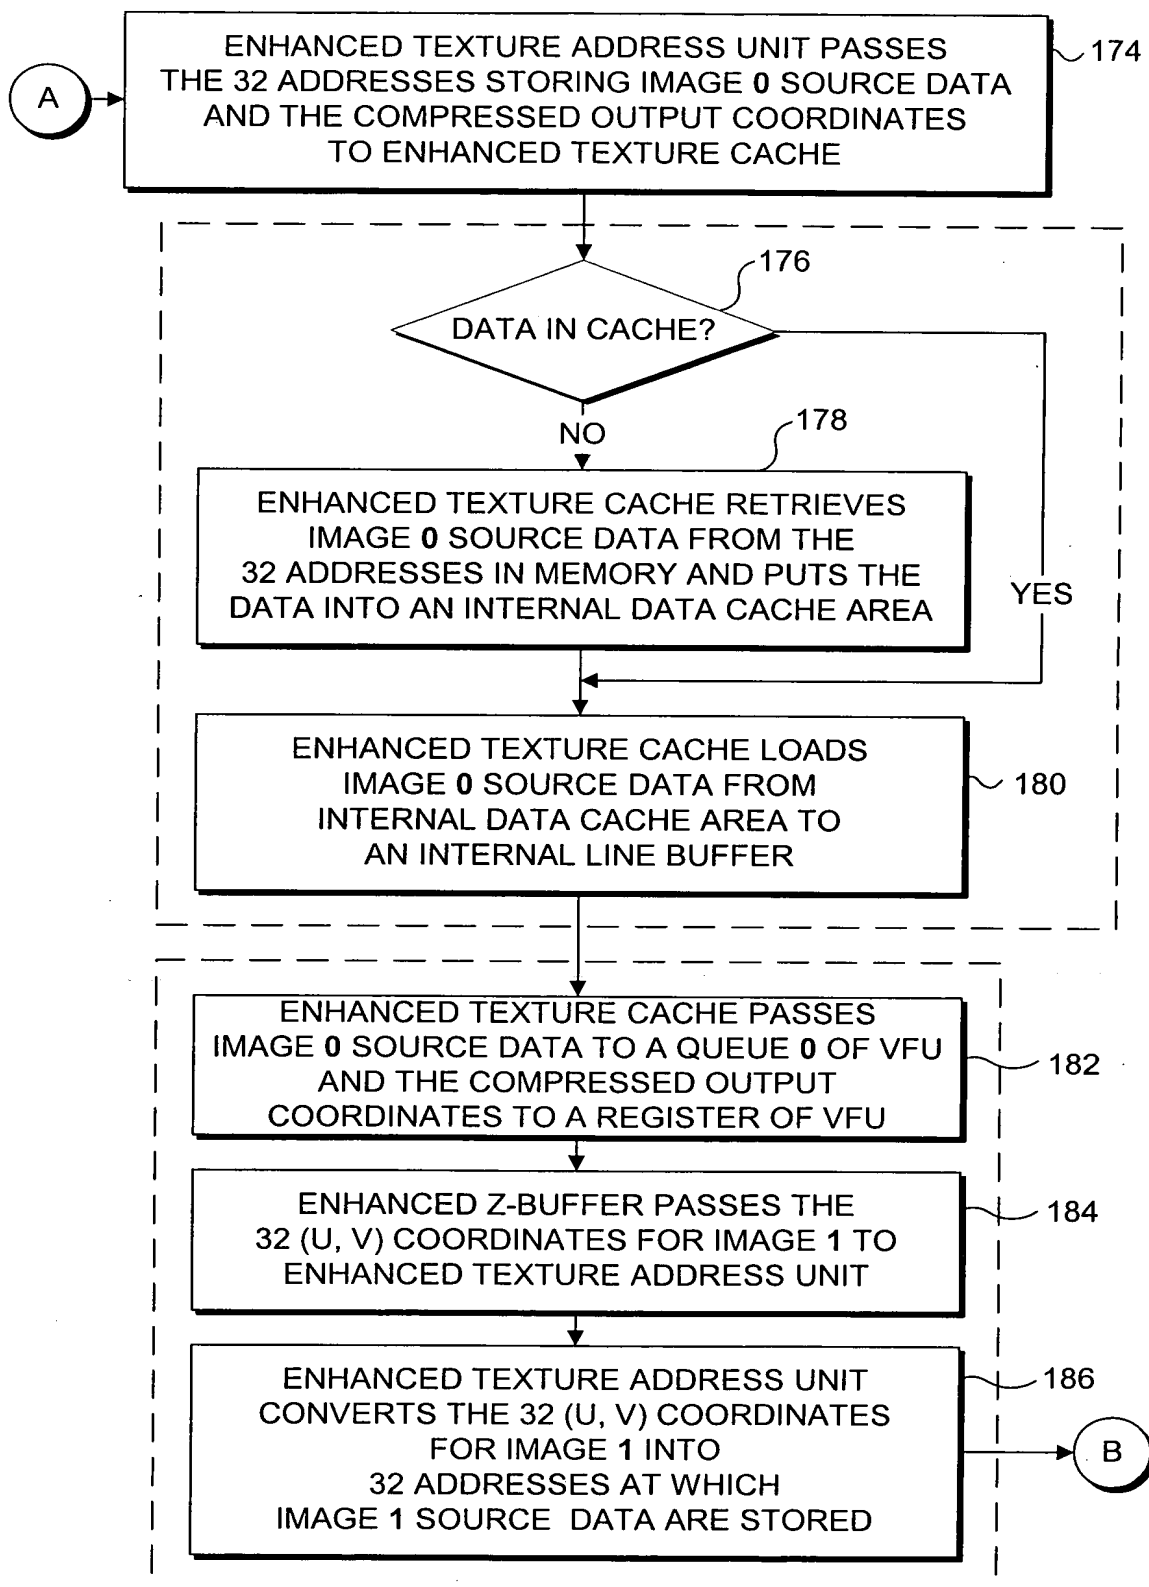 ENHANCED TEXTURE ADDRESS UNIT PASSES
THE 32 ADDRESSES STORING IMAGE 0 SOURCE DATA
AND THE COMPRESSED OUTPUT COORDINATES
TO ENHANCED TEXTURE CACHE
174
A
176
DATA IN CACHE?
NO
178
ENHANCED TEXTURE CACHE RETRIEVES
IMAGE 0 SOURCE DATA FROM THE
32 ADDRESSES IN MEMORY AND PUTS THE
DATA INTO AN INTERNAL DATA CACHE AREA
YES
ENHANCED TEXTURE CACHE LOADS
IMAGE 0 SOURCE DATA FROM
INTERNAL DATA CACHE AREA TO
AN INTERNAL LINE BUFFER
180
ENHANCED TEXTURE CACHE PASSES
IMAGE 0 SOURCE DATA TO A QUEUE 0 OF VFU
AND THE COMPRESSED OUTPUT
COORDINATES TO A REGISTER OF VFU
182
ENHANCED Z-BUFFER PASSES THE
32 (U, V) COORDINATES FOR IMAGE 1 TO
ENHANCED TEXTURE ADDRESS UNIT
184
ENHANCED TEXTURE ADDRESS UNIT
CONVERTS THE 32 (U, V) COORDINATES
FOR IMAGE 1 INTO
32 ADDRESSES AT WHICH
IMAGE 1 SOURCE DATA ARE STORED
186
B